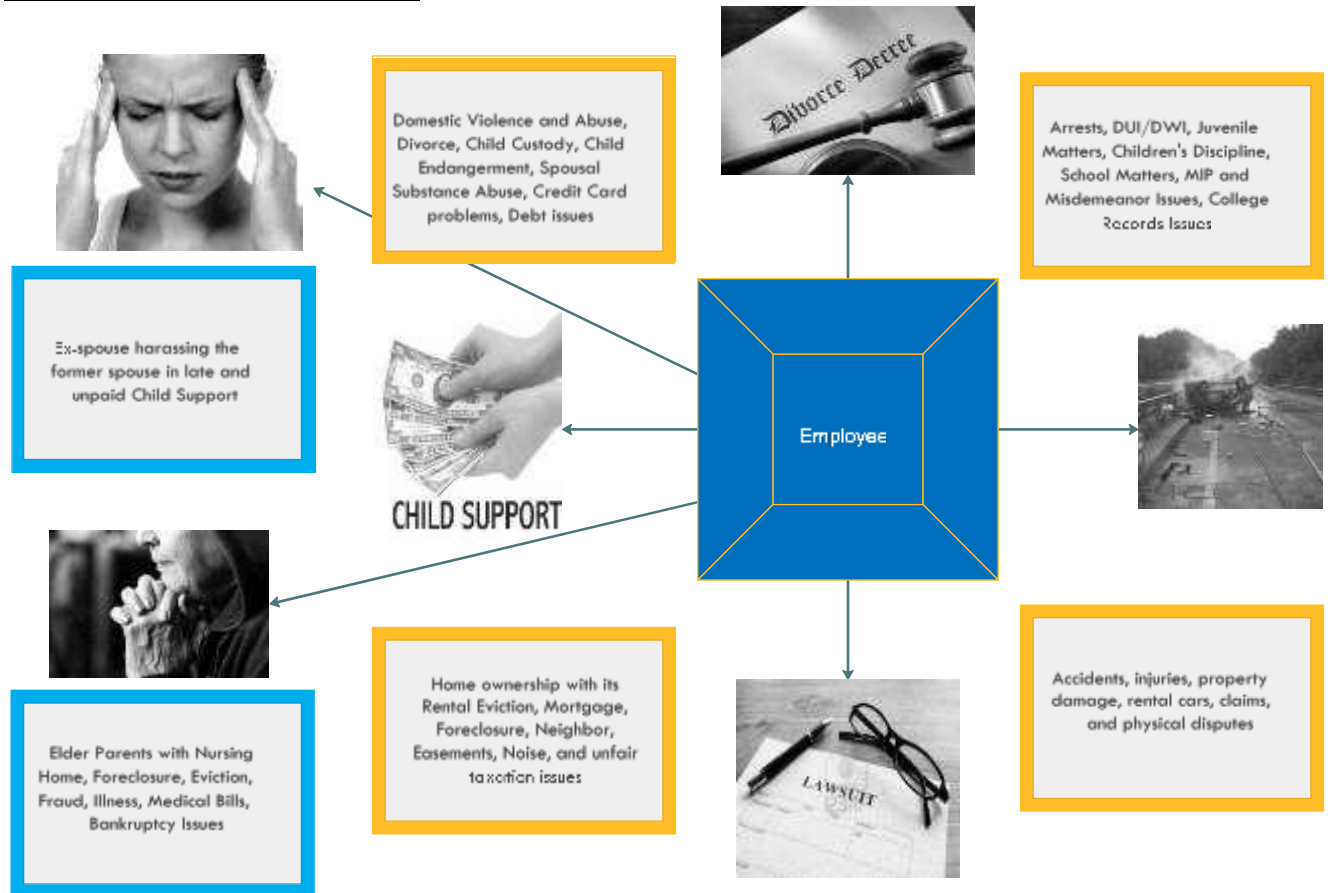 Divorce Decree
Domestic Violence and Abuse,
Divorce, Child Custody, Child
Endangerment, Spousal
Substance Abuse, Credit Card
problems, Debt issues
Arrests, DUI/DWI, Juvenile
Matters, Children's Discipline,
School Matters, MIP and
Misdemeanor Issues, College
Records Issues
Ex-spouse harassing the
former spouse in late and
unpaid Child Support
CHILD SUPPORT
Employee
Elder Parents with Nursing
Home, Foreclosure, Eviction,
Fraud, Illness, Medical Bills,
Bankruptcy Issues
Home ownership with its
Rental Eviction, Mortgage,
Foreclosure, Neighbor,
Easements, Noise, and unfair
taxation issues
LAWSUIT
Accidents, injuries, property
damage, rental cars, claims,
and physical disputes